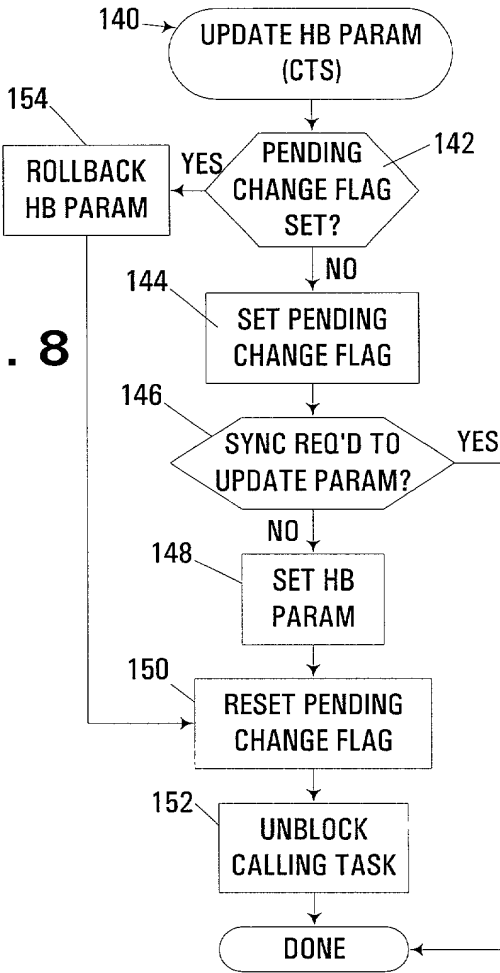 140
UPDATE HB PARAM
(CTS)
154
ROLLBACK
HB PARAM
YES
PENDING
CHANGE FLAG
SET?
142
NO
144
SET PENDING
CHANGE FLAG
. 8
146
SYNC REQ'D TO
UPDATE PARAM?
YES
NO
148
SET HB
PARAM
150
RESET PENDING
CHANGE FLAG
152
UNBLOCK
CALLING TASK
DONE